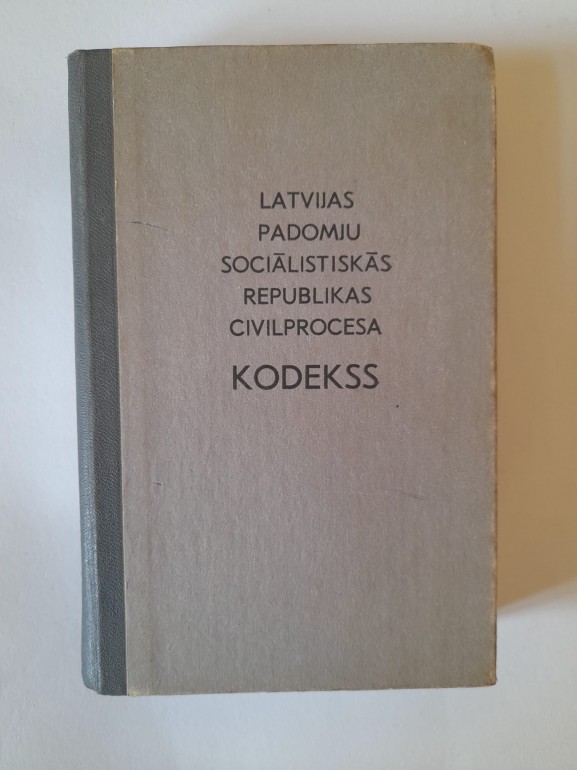 LATVIJAS
PADOMJU
SOCIĀLISTISKĀS
REPUBLIKAS
CIVILPROCESA
KODEKSS